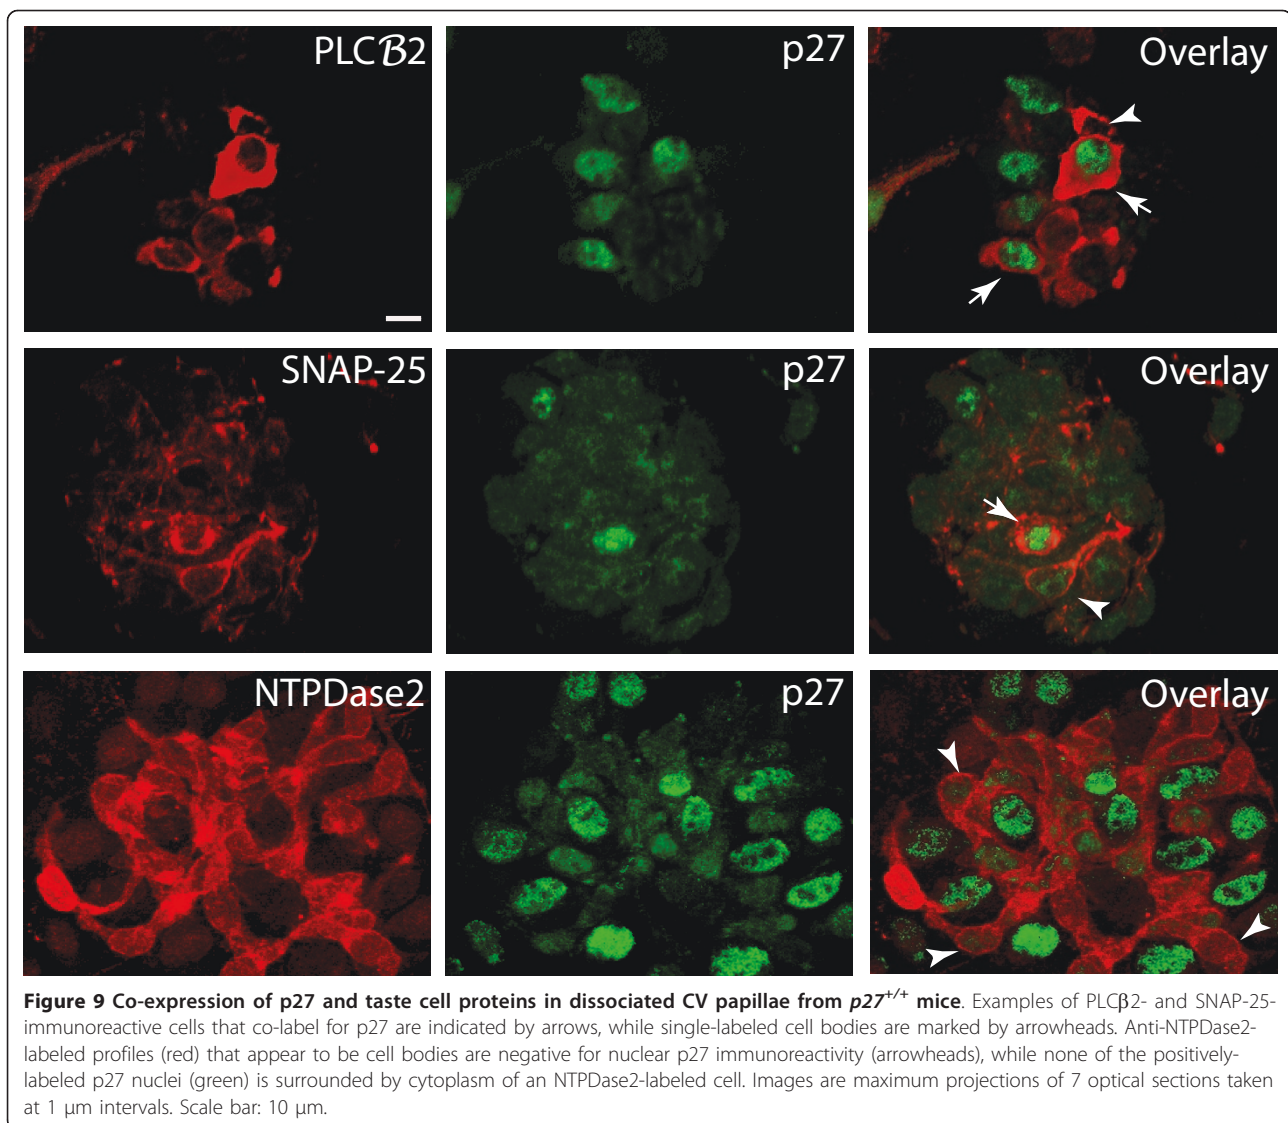 PLCB2 p27 Overlay
SNAP-25 p27 Overlay
NTPDase2 p27 Overlay
Figure 9 Co-expression of p27 and taste cell proteins in dissociated CV papillae from p27+/+ mice. Examples of PLCβ2- and SNAP-25-
immunoreactive cells that co-label for p27 are indicated by arrows, while single-labeled cell bodies are marked by arrowheads. Anti-NTPDase2-
labeled profiles (red) that appear to be cell bodies are negative for nuclear p27 immunoreactivity (arrowheads), while none of the positively-
labeled p27 nuclei (green) is surrounded by cytoplasm of an NTPDase2-labeled cell. Images are maximum projections of 7 optical sections taken
at 1 μm intervals. Scale bar: 10 μm.